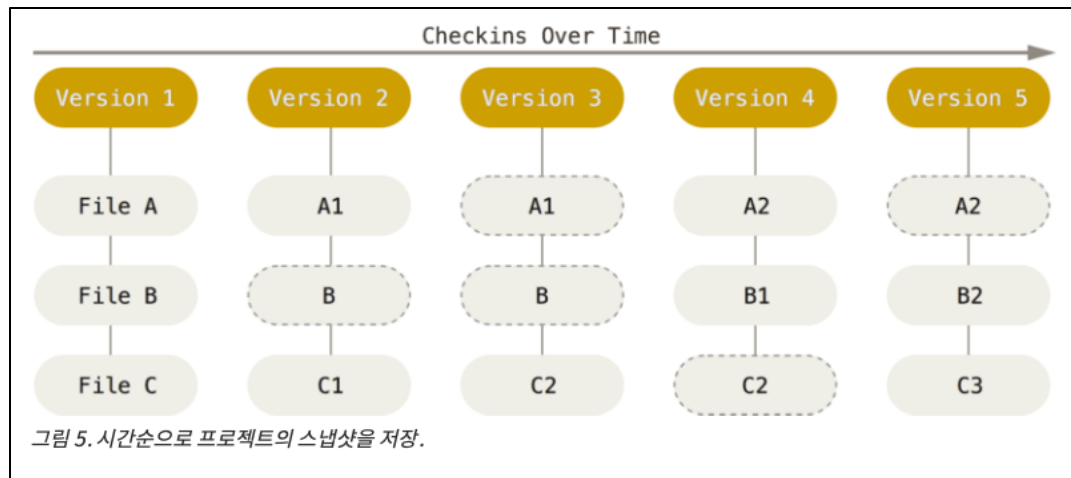 Checkins Over Time
Version 1 Version 2 Version 3 Version 4 Version 5
File A A1 A1 A2 A2
File B B B B1 B2
File C C1 C2 C2 C3
그림 5. 시간순으로 프로젝트의 스냅샷을 저장.